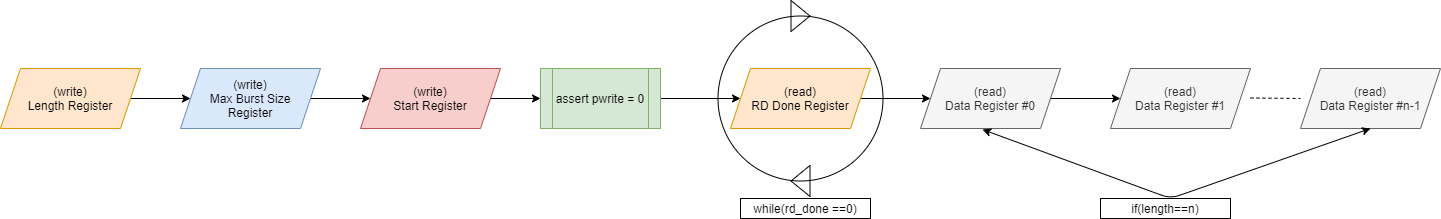 (write)
Length Register
(write)
Max Burst Size
Register
(write)
Start Register
assert pwrite = 0
(read)
RD Done Register
(read)
Data Register #0
(read)
Data Register #1
(read)
Data Register #n-1
while(rd_done ==0)
if(length==n)